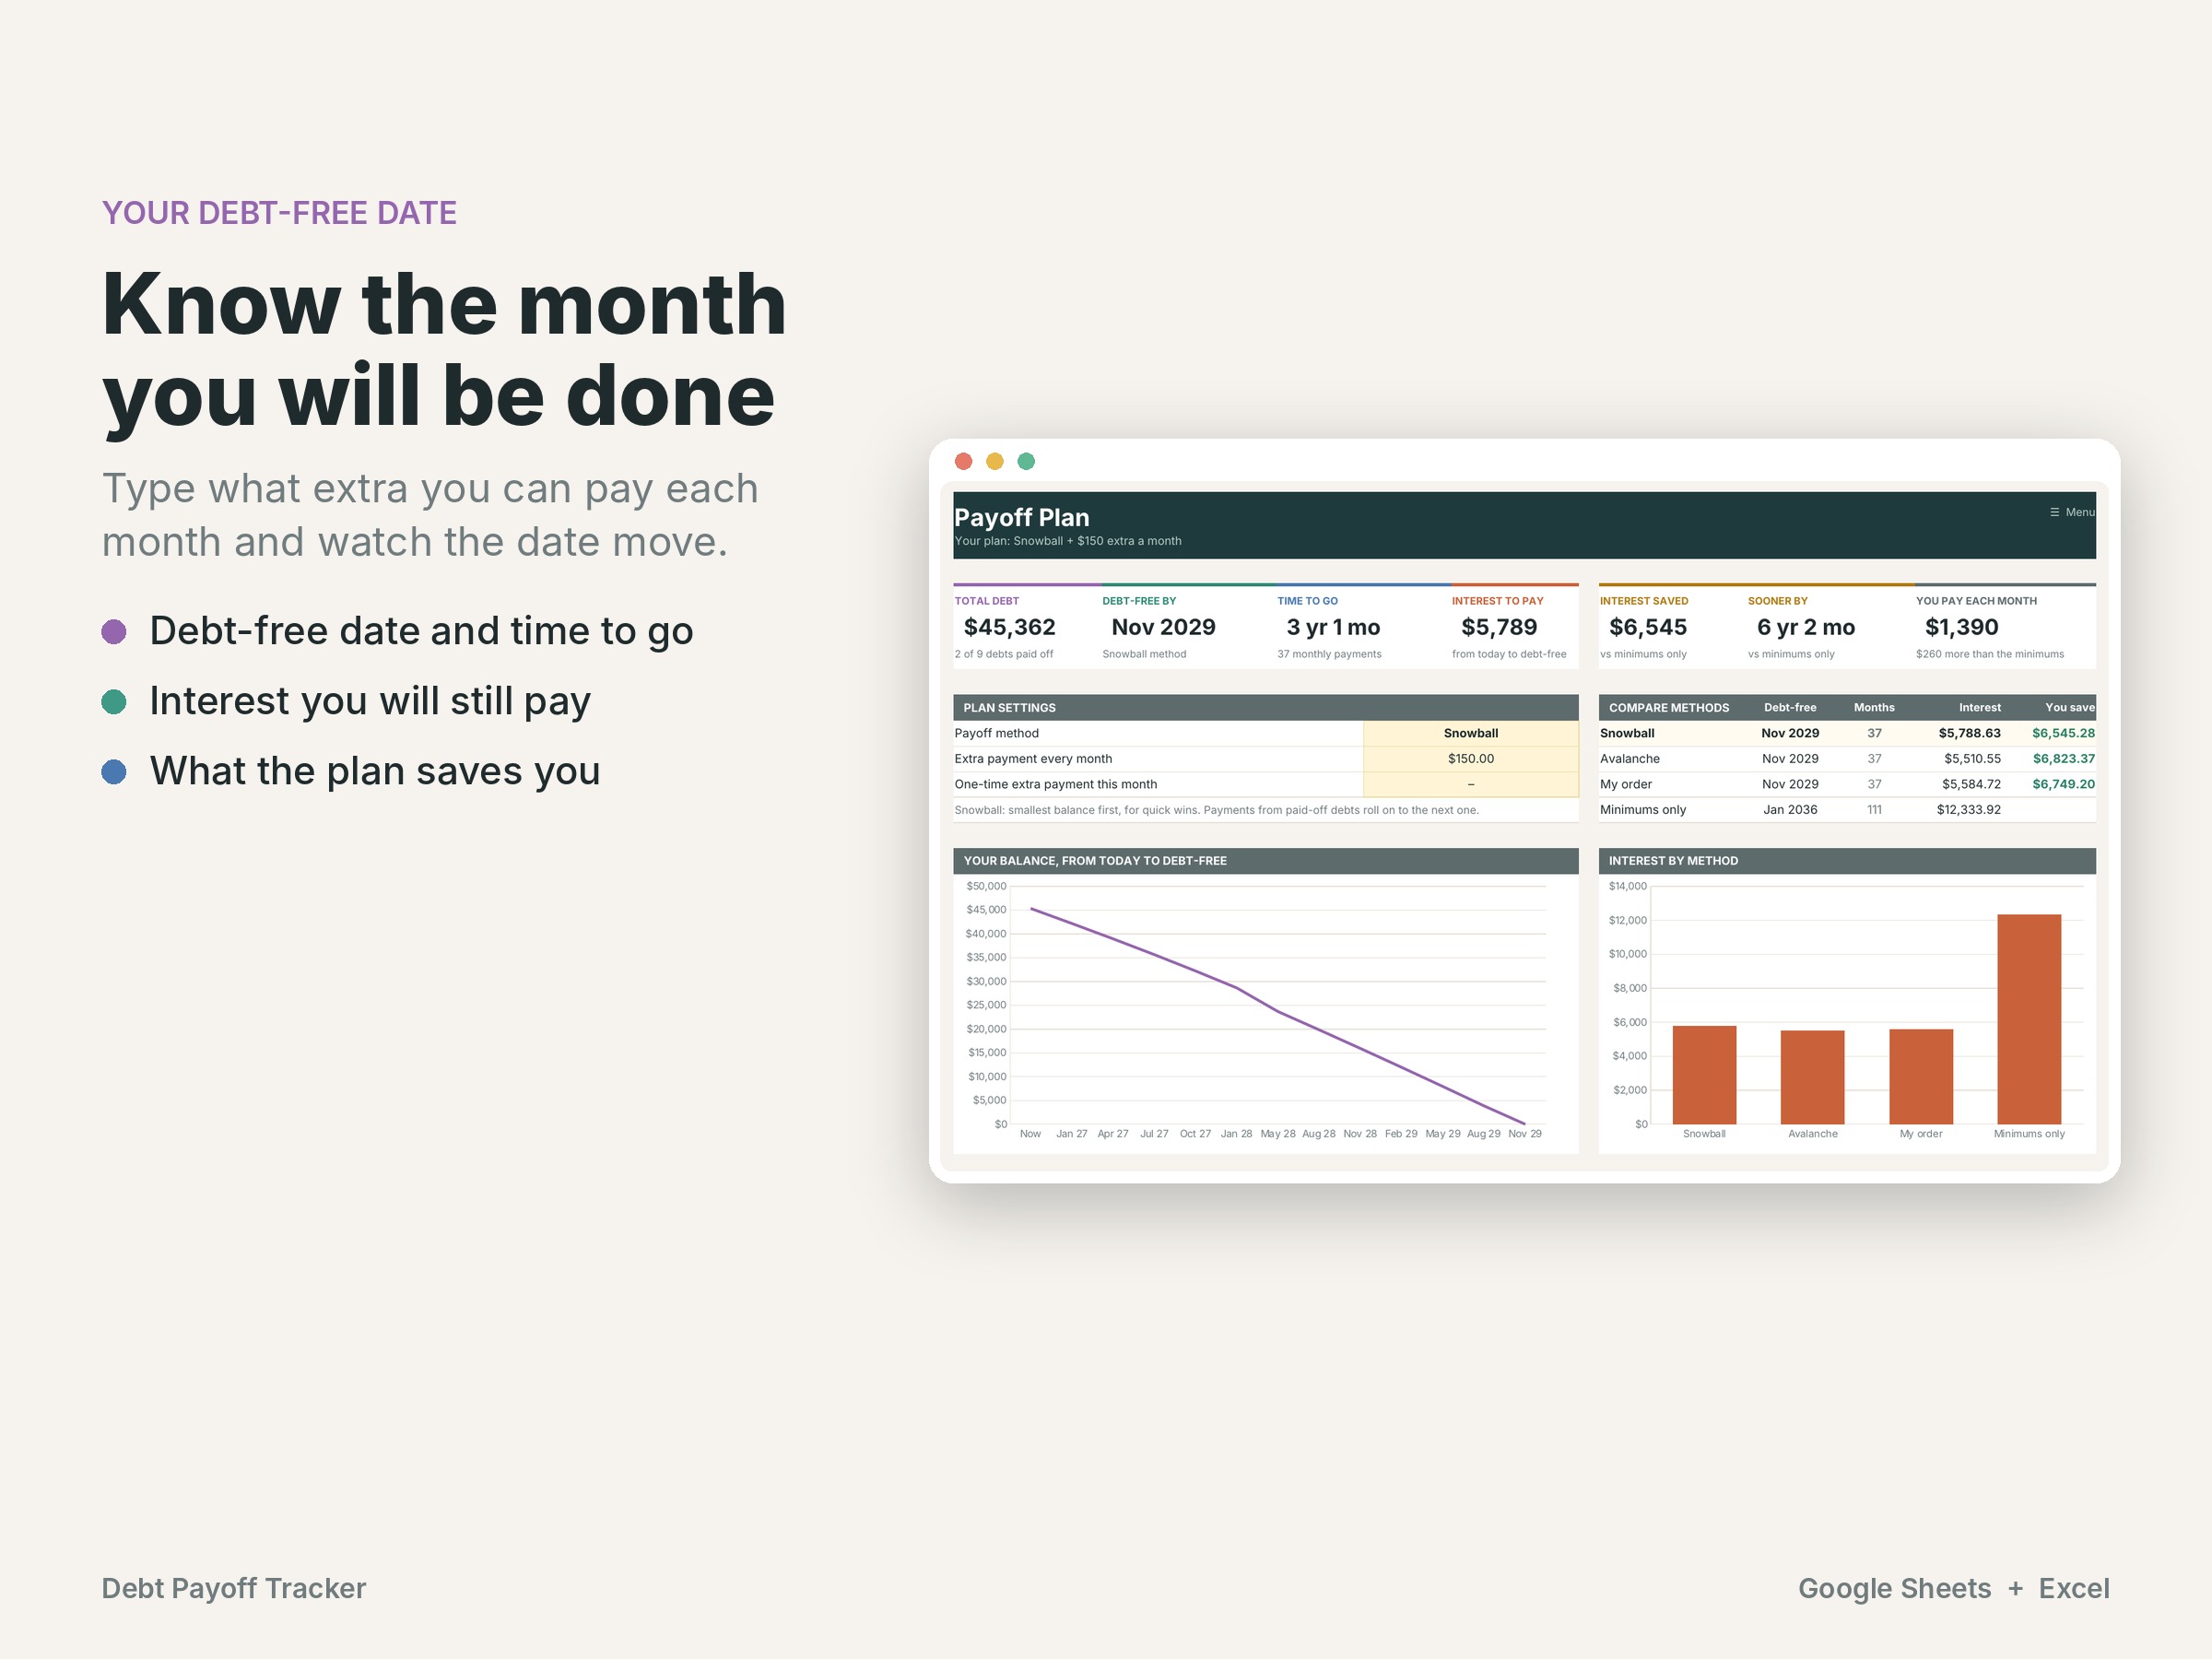 YOUR DEBT-FREE DATE
Know the month
you will be done
Type what extra you can pay each
month and watch the date move.
Debt-free date and time to go
Interest you will still pay
What the plan saves you
Payoff Plan
☰ Menu
Your plan: Snowball + $150 extra a month
TOTAL DEBT DEBT-FREE BY TIME TO GO INTEREST TO PAY INTEREST SAVED SOONER BY YOU PAY EACH MONTH
$45,362 Nov 2029 3 yr 1 mo $5,789 $6,545 6 yr 2 mo $1,390
2 of 9 debts paid off Snowball method 37 monthly payments from today to debt-free vs minimums only vs minimums only $260 more than the minimums
PLAN SETTINGS
Payoff method Snowball
Extra payment every month $150.00
One-time extra payment this month –
Snowball: smallest balance first, for quick wins. Payments from paid-off debts roll on to the next one.
COMPARE METHODS Debt-free Months Interest You save
Snowball Nov 2029 37 $5,788.63 $6,545.28
Avalanche Nov 2029 37 $5,510.55 $6,823.37
My order Nov 2029 37 $5,584.72 $6,749.20
Minimums only Jan 2036 111 $12,333.92
YOUR BALANCE, FROM TODAY TO DEBT-FREE
$50,000
$45,000
$40,000
$35,000
$30,000
$25,000
$20,000
$15,000
$10,000
$5,000
$0
Now Jan 27 Apr 27 Jul 27 Oct 27 Jan 28 May 28 Aug 28 Nov 28 Feb 29 May 29 Aug 29 Nov 29
INTEREST BY METHOD
$14,000
$12,000
$10,000
$8,000
$6,000
$4,000
$2,000
$0
Snowball Avalanche My order Minimums only
Debt Payoff Tracker
Google Sheets + Excel